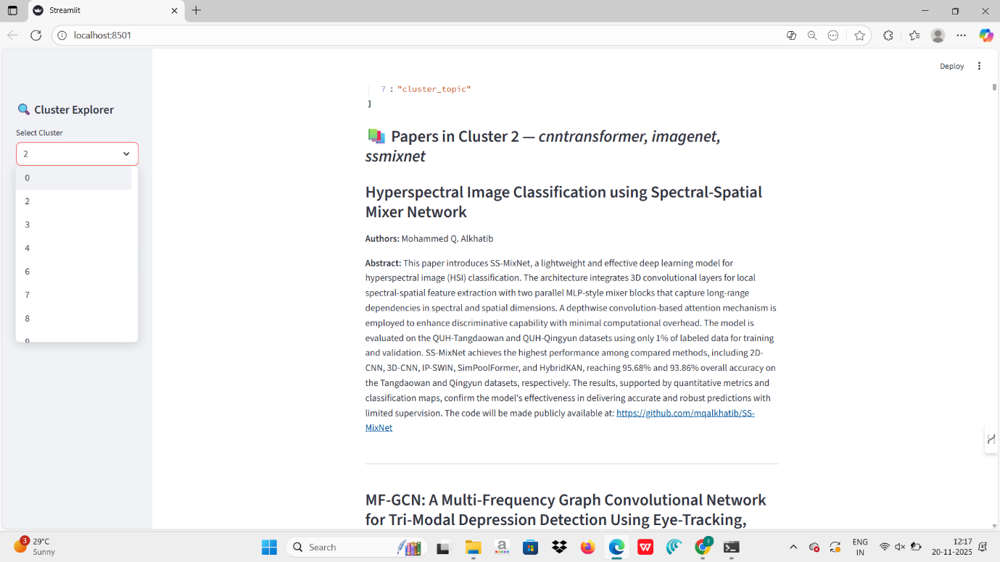 Streamlit
localhost:8501
Deploy
🔍 Cluster Explorer
Select Cluster
2
0
2
3
4
6
7
8
9
7 : "cluster_topic"
]
📚 Papers in Cluster 2 — cnntransformer, imagenet,
ssmixnet
Hyperspectral Image Classification using Spectral-Spatial
Mixer Network
Authors: Mohammed Q. Alkhatib
Abstract: This paper introduces SS-MixNet, a lightweight and effective deep learning model for
hyperspectral image (HSI) classification. The architecture integrates 3D convolutional layers for local
spectral-spatial feature extraction with two parallel MLP-style mixer blocks that capture long-range
dependencies in spectral and spatial dimensions. A depthwise convolution-based attention mechanism is
employed to enhance discriminative capability with minimal computational overhead. The model is
evaluated on the QUH-Tangdaowan and QUH-Qingyun datasets using only 1% of labeled data for training
and validation. SS-MixNet achieves the highest performance among compared methods, including 2D-
CNN, 3D-CNN, IP-SWIN, SimPoolFormer, and HybridKAN, reaching 95.68% and 93.86% overall accuracy on
the Tangdaowan and Qingyun datasets, respectively. The results, supported by quantitative metrics and
classification maps, confirm the model's effectiveness in delivering accurate and robust predictions with
limited supervision. The code will be made publicly available at: https://github.com/mqalkhatib/SS-
MixNet
MF-GCN: A Multi-Frequency Graph Convolutional Network
for Tri-Modal Depression Detection Using Eye-Tracking,
3
29°C
Sunny
Search
a
W
1
ENG
IN
12:17
20-11-2025